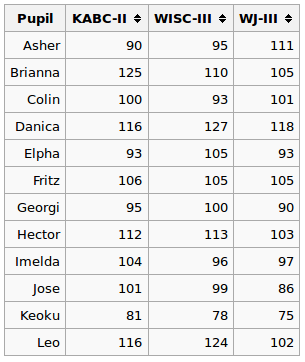 Pupil KABC-II WISC-III WJ-III
Asher 90 95 111
Brianna 125 110 105
Colin 100 93 101
Danica 116 127 118
Elpha 93 105 93
Fritz 106 105 105
Georgi 95 100 90
Hector 112 113 103
Imelda 104 96 97
Jose 101 99 86
Keoku 81 78 75
Leo 116 124 102